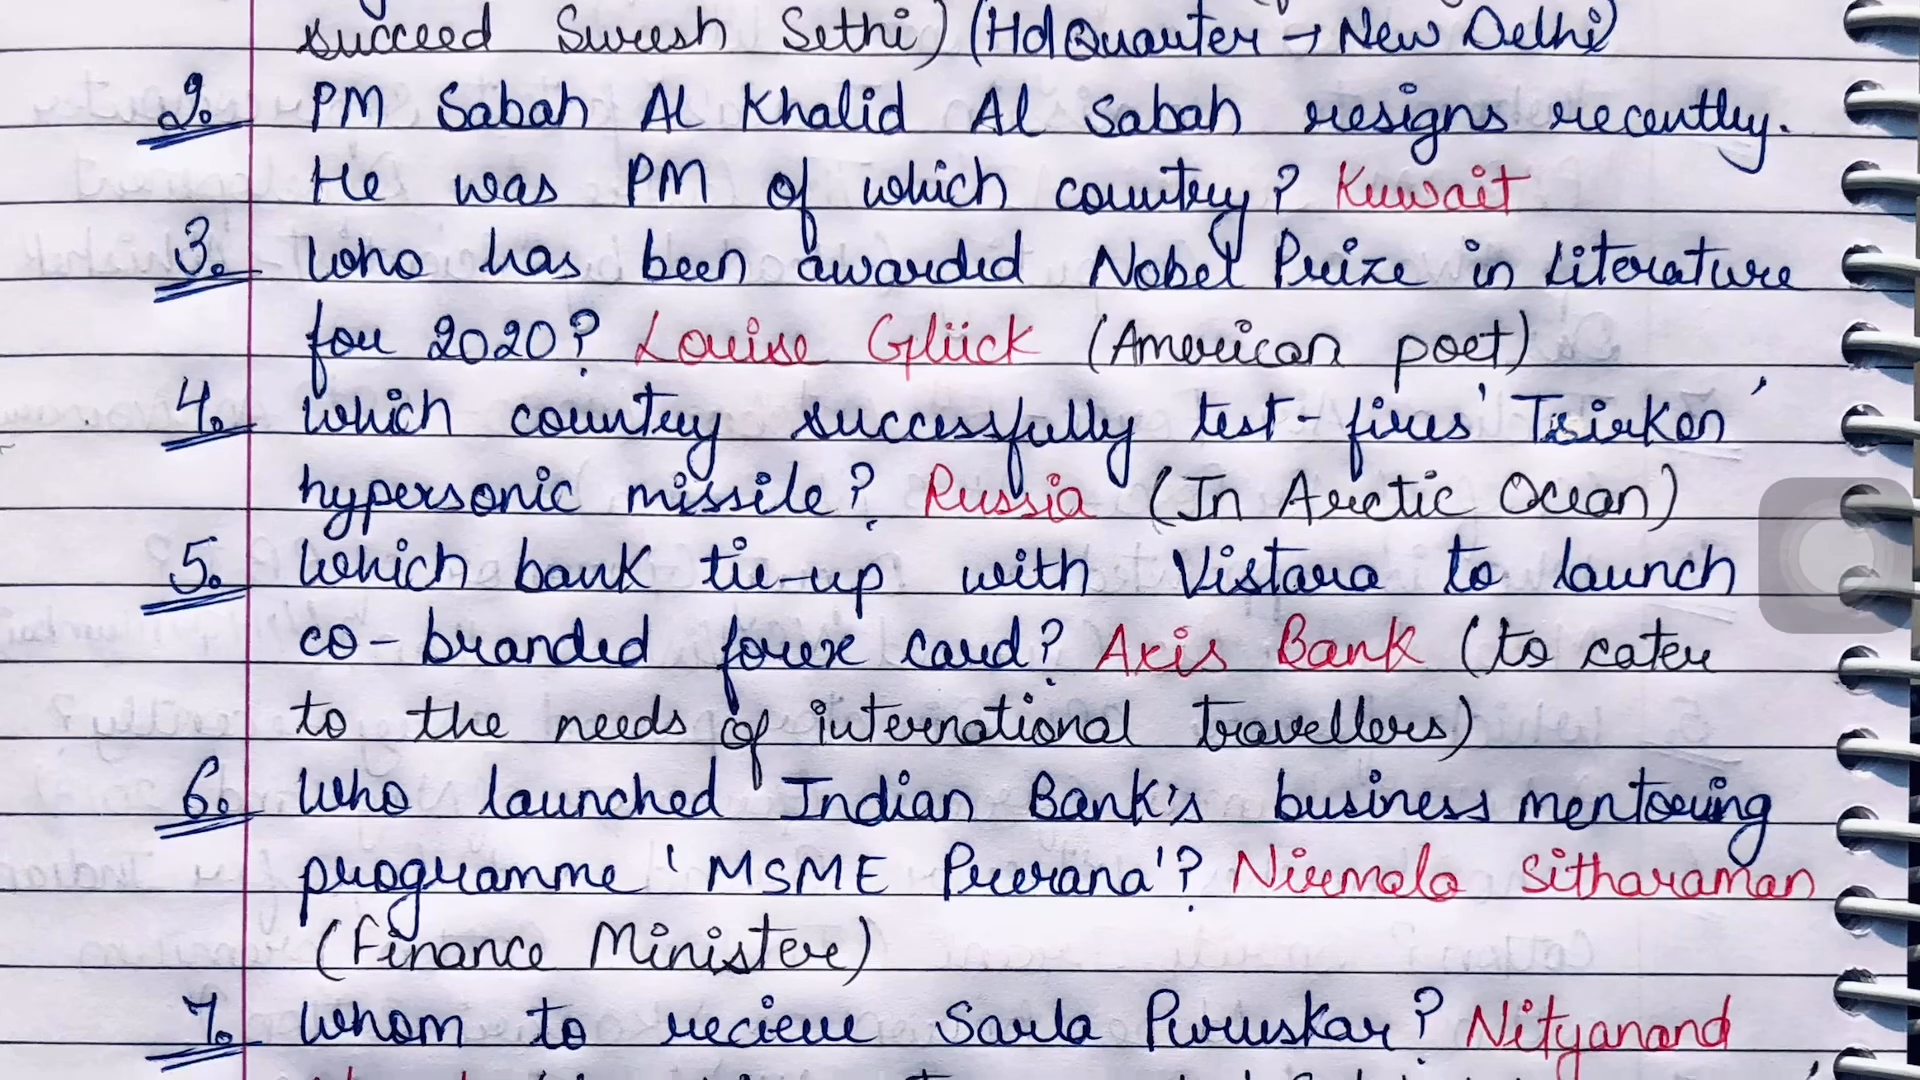 succeed Suresh Sethi) (HdQuarter → New Delhi)
2. PM Sabah Al Khalid Al Sabah resigns recently.
He was PM of which country? Kuwait
3. Who has been awarded Nobel Prize in Literature
for 2020? Louise Glück (American poet)
4. Which country successfully test-fires 'Tsirkon'
hypersonic missile? Russia (In Arctic Ocean)
5. Which bank tie-up with Vistara to launch
co-branded forex card? Axis Bank (to cater
to the needs of international travellers)
6. Who launched Indian Bank's business mentoring
programme 'MSME Prerana'? Nirmala Sitharaman
(Finance Minister)
7. Whom to recieve Sarla Puruskar? Nityanand